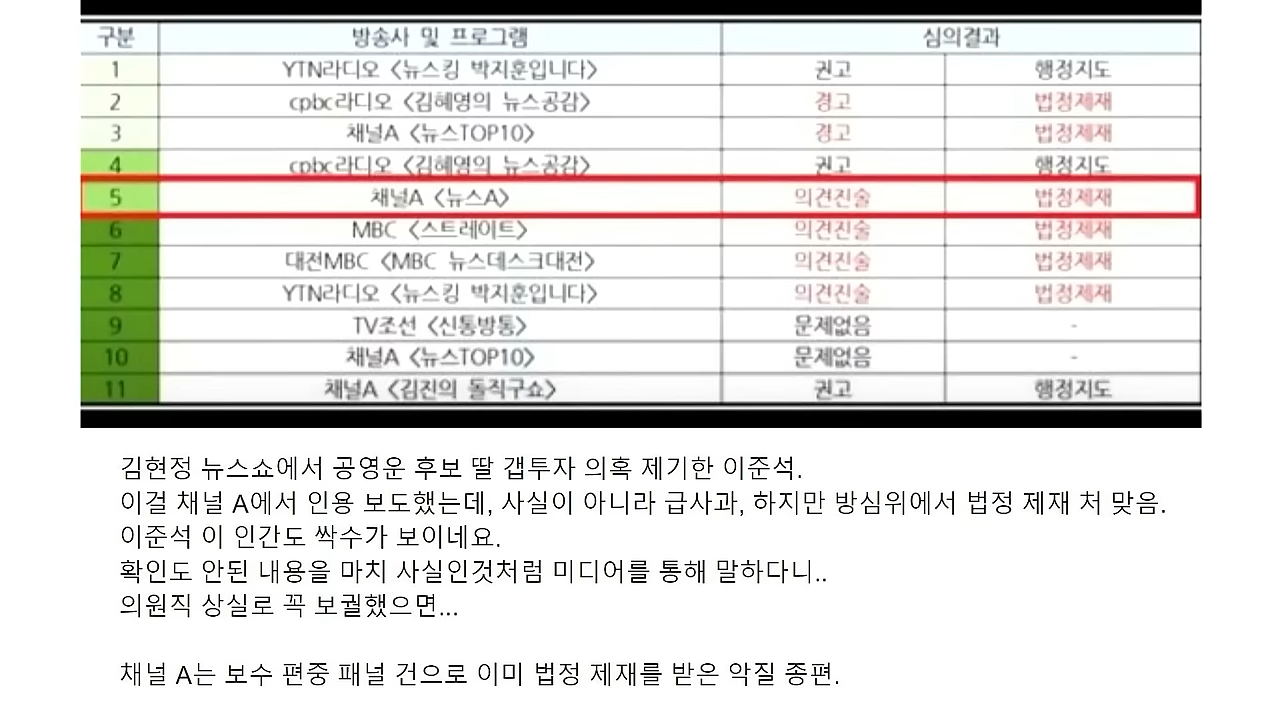 구분 방송사 및 프로그램 심의결과
1 YTN라디오 <뉴스킹 박지훈입니다> 권고 행정지도
2 cpbc라디오 <김혜영의 뉴스공감> 경고 법정제재
3 채널A <뉴스TOP10> 경고 법정제재
4 cpbc라디오 <김혜영의 뉴스공감> 권고 행정지도
5 채널A <뉴스A> 의견진술 법정제재
6 MBC <스트레이트> 의견진술 법정제재
7 대전MBC <MBC 뉴스데스크대전> 의견진술 법정제재
8 YTN라디오 <뉴스킹 박지훈입니다> 의견진술 법정제재
9 TV조선 <신통방통> 문제없음 -
10 채널A <뉴스TOP10> 문제없음 -
11 채널A <김진의 돌직구쇼> 권고 행정지도
김현정 뉴스쇼에서 공영운 후보 딸 갭투자 의혹 제기한 이준석.
이걸 채널 A에서 인용 보도했는데, 사실이 아니라 급사과, 하지만 방심위에서 법정 제재 처 맞음.
이준석 이 인간도 싹수가 보이네요.
확인도 안된 내용을 마치 사실인것처럼 미디어를 통해 말하다니..
의원직 상실로 꼭 보궐했으면...
채널 A는 보수 편중 패널 건으로 이미 법정 제재를 받은 악질 종편.